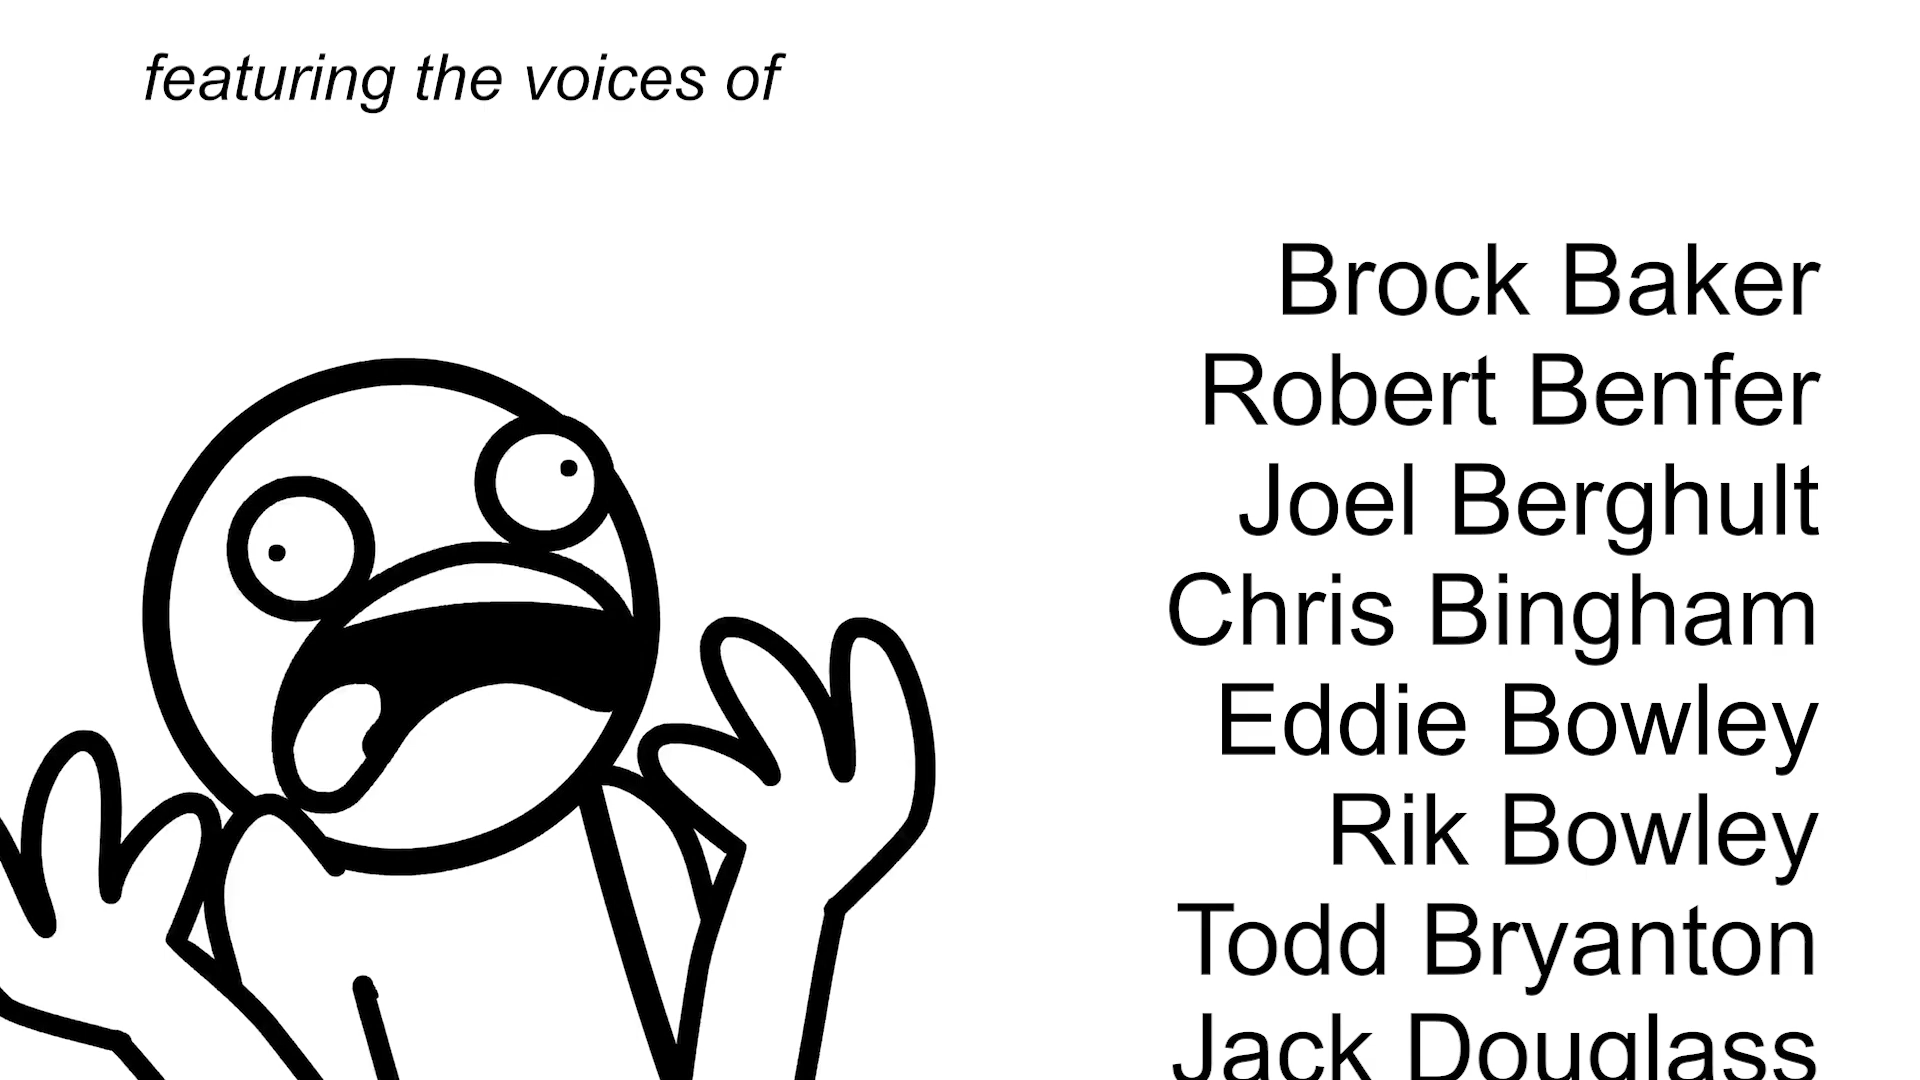 featuring the voices of
Brock Baker
Robert Benfer
Joel Berghult
Chris Bingham
Eddie Bowley
Rik Bowley
Todd Bryanton
Jack Douglass